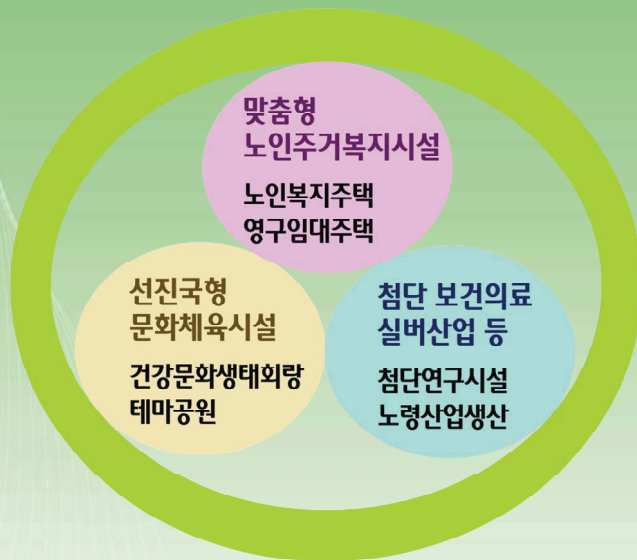 맞춤형
노인주거복지시설
노인복지주택
영구임대주택
선진국형
문화체육시설
건강문화생태회랑
테마공원
첨단 보건의료
실버산업 등
첨단연구시설
노령산업생산